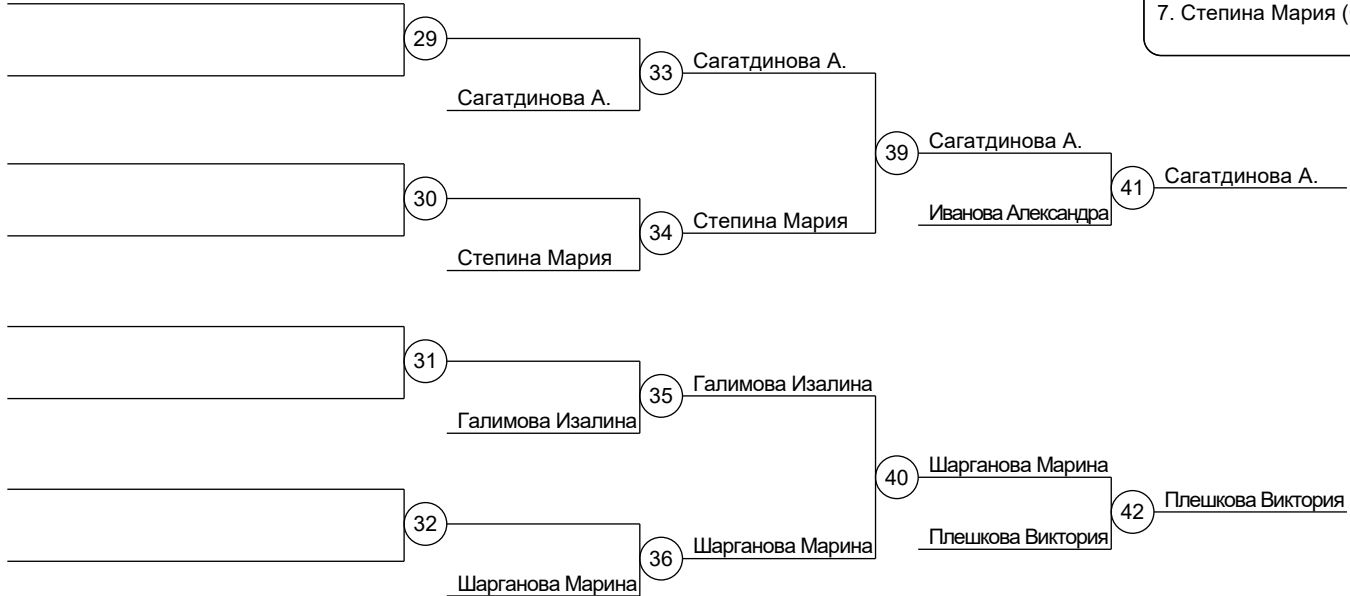 7. Степина Мария (
29
33
Сагатдинова А.
Сагатдинова А.
39
Сагатдинова А.
41
Сагатдинова А.
30
34
Степина Мария
Иванова Александра
Степина Мария
31
35
Галимова Изалина
Галимова Изалина
40
Шарганова Марина
42
Плешкова Виктория
32
36
Шарганова Марина
Плешкова Виктория
Шарганова Марина